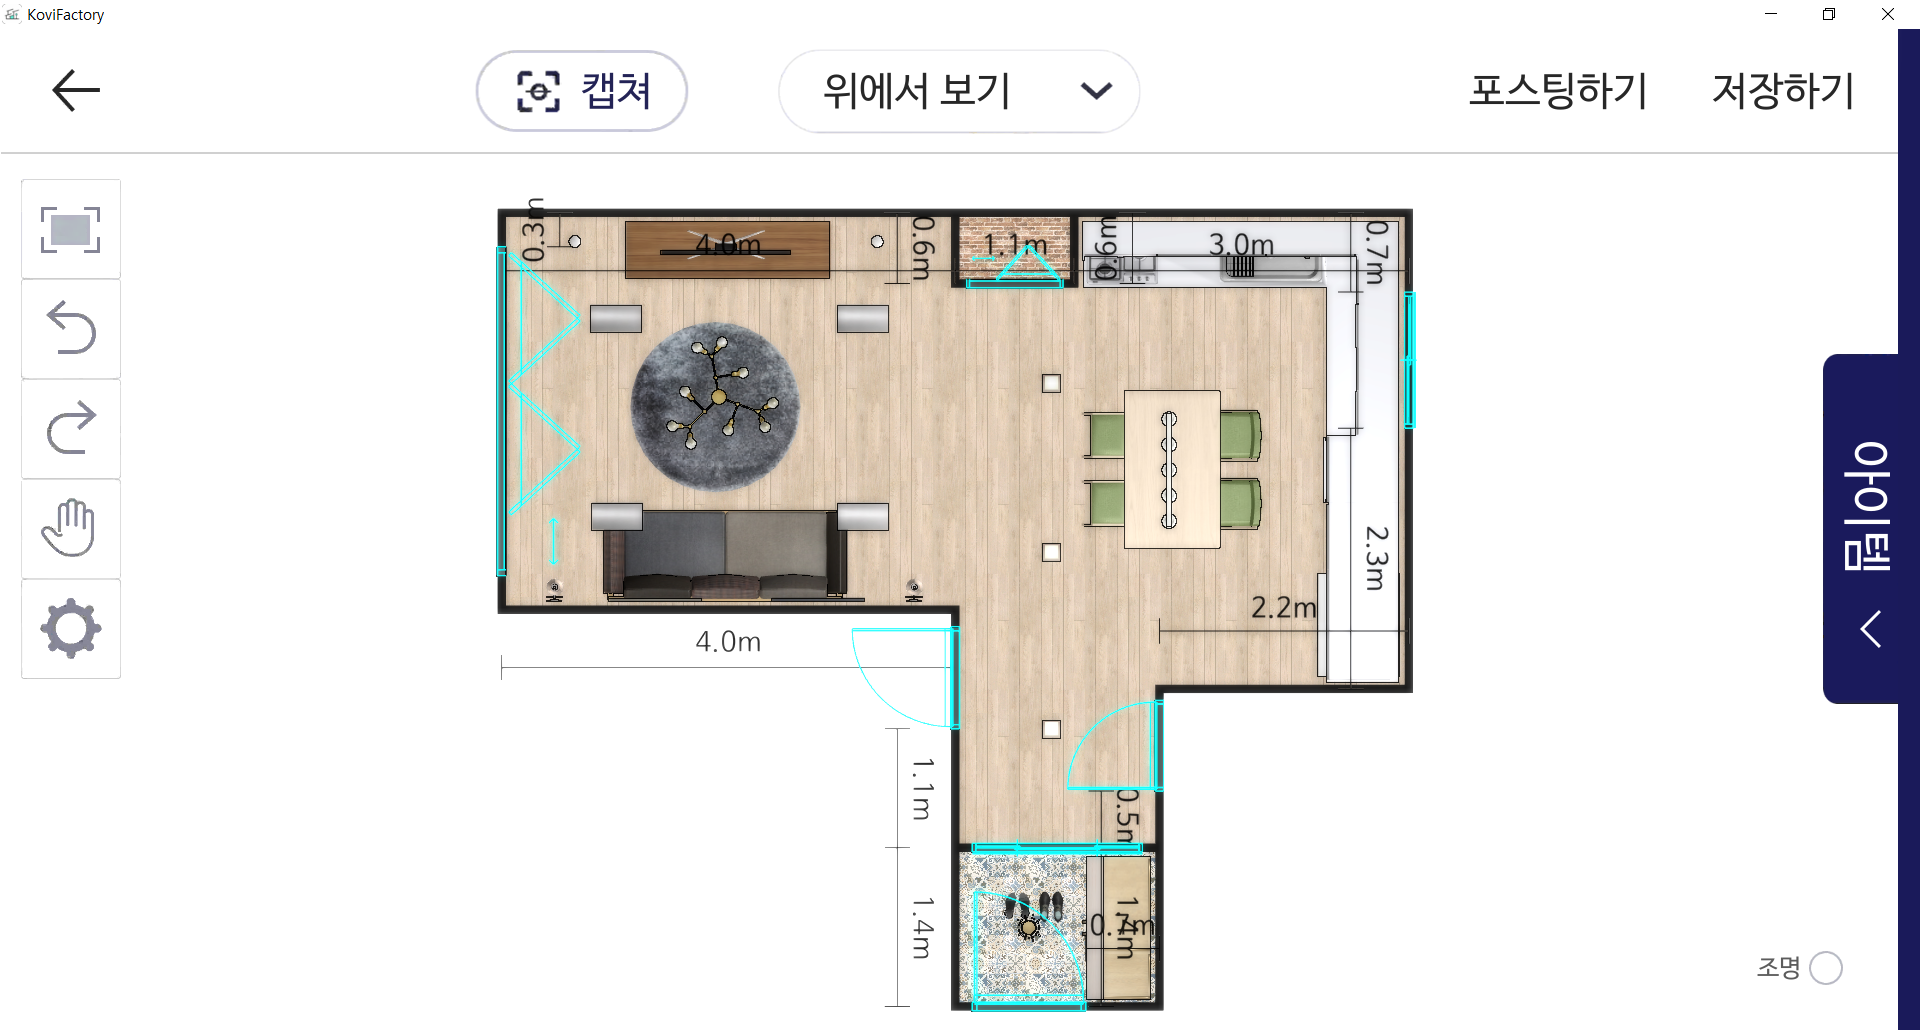 KoviFactory
캡쳐
위에서 보기
포스팅하기
저장하기
0.3m
4.0m
0.6m
1.1m
0.6m
3.0m
0.7m
아이템
2.3m
2.2m
4.0m
1.1m
0.5m
1.4m
0.7m
1.4m
조명